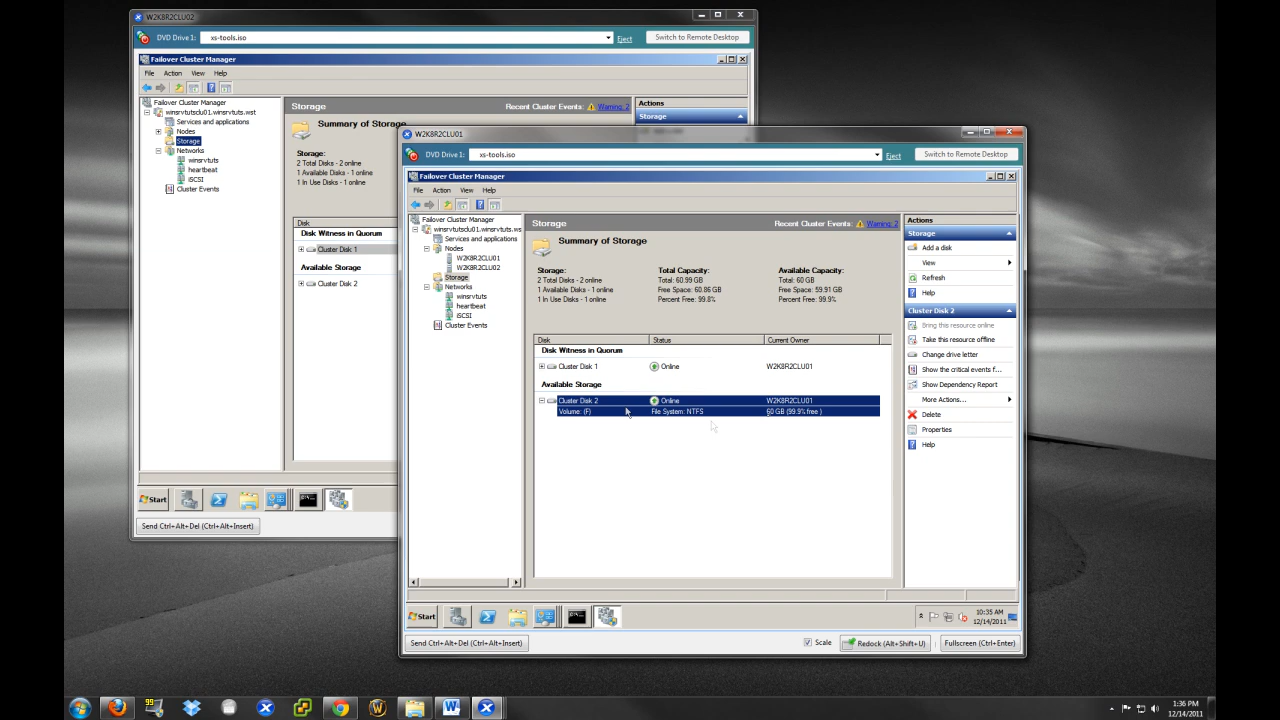 W2K8R2CLU02
DVD Drive 1: xs-tools.iso Eject Switch to Remote Desktop
Failover Cluster Manager
File Action View Help
Failover Cluster Manager
winsrvtutsclu01.winsrvtuts.wst
Services and applications
Nodes
Storage
Networks
winsrvtuts
heartbeat
iSCSI
Cluster Events
Storage Recent Cluster Events: Warning: 2
Summary of Storage
Storage:
2 Total Disks - 2 online
1 Available Disks - 1 online
1 In Use Disks - 1 online
Disk
Disk Witness in Quorum
Cluster Disk 1
Available Storage
Cluster Disk 2
Actions
Storage
Start
Send Ctrl+Alt+Del (Ctrl+Alt+Insert)
W2K8R2CLU01
DVD Drive 1: xs-tools.iso Eject Switch to Remote Desktop
Failover Cluster Manager
File Action View Help
Failover Cluster Manager
winsrvtutsclu01.winsrvtuts.ws
Services and applications
Nodes
W2K8R2CLU01
W2K8R2CLU02
Storage
Networks
winsrvtuts
heartbeat
iSCSI
Cluster Events
Storage Recent Cluster Events: Warning: 2
Summary of Storage
Storage: Total Capacity: Available Capacity:
2 Total Disks - 2 online Total: 60.99 GB Total: 60 GB
1 Available Disks - 1 online Free Space: 60.86 GB Free Space: 59.91 GB
1 In Use Disks - 1 online Percent Free: 99.8% Percent Free: 99.9%
Disk Status Current Owner
Disk Witness in Quorum
Cluster Disk 1 Online W2K8R2CLU01
Available Storage
Cluster Disk 2 Online W2K8R2CLU01
Volume: (F) File System: NTFS 60 GB (99.9% free )
Actions
Storage
Add a disk
View
Refresh
Help
Cluster Disk 2
Bring this resource online
Take this resource offline
Change drive letter
Show the critical events f...
Show Dependency Report
More Actions...
Delete
Properties
Help
Start
10:35 AM
12/14/2011
Send Ctrl+Alt+Del (Ctrl+Alt+Insert) Scale Redock (Alt+Shift+U) Fullscreen (Ctrl+Enter)
99
1:36 PM
12/14/2011